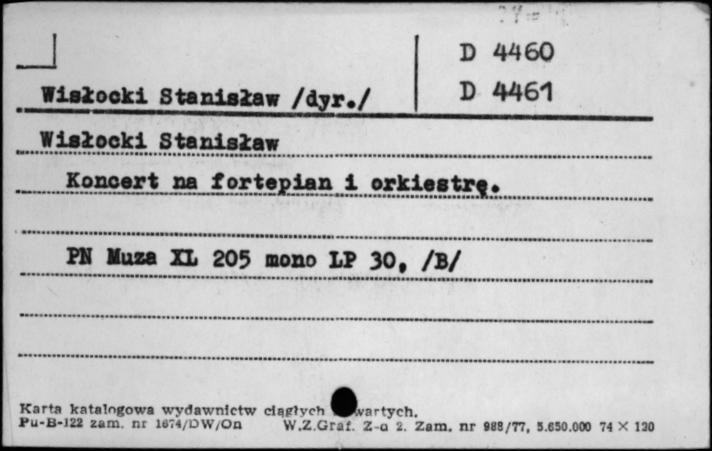 D 4460
Wisłocki Stanisław /dyr./ D 4461
Wisłocki Stanisław
Koncert na fortepian i orkiestrę.
PN Muza XL 205 mono LP 30, /B/
Karta katalogowa wydawnictw ciągłych wartych.
Pu-B-122 zam. nr 1674/DW/On W.Z.Graf. Z-d 2. Zam. nr 988/77, 5.650.000 74 × 120